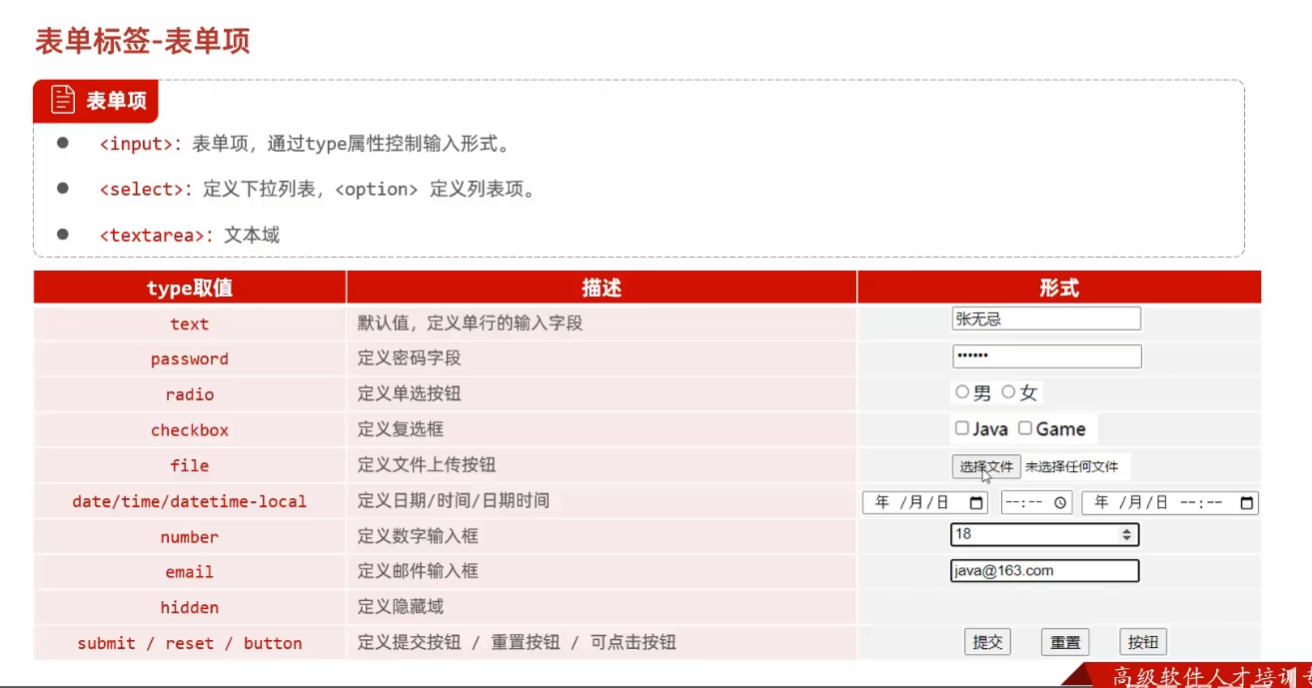 表单标签-表单项
表单项
<input>：表单项，通过type属性控制输入形式。
<select>：定义下拉列表，<option> 定义列表项。
<textarea>：文本域
type取值 描述 形式
text 默认值，定义单行的输入字段 张无忌
password 定义密码字段 ••••••
radio 定义单选按钮 男 女
checkbox 定义复选框 Java Game
file 定义文件上传按钮 选择文件 未选择任何文件
date/time/datetime-local 定义日期/时间/日期时间 年 /月/日 --:-- 年 /月/日 --:--
number 定义数字输入框 18
email 定义邮件输入框 java@163.com
hidden 定义隐藏域
submit / reset / button 定义提交按钮 / 重置按钮 / 可点击按钮 提交 重置 按钮
高级软件人才培训